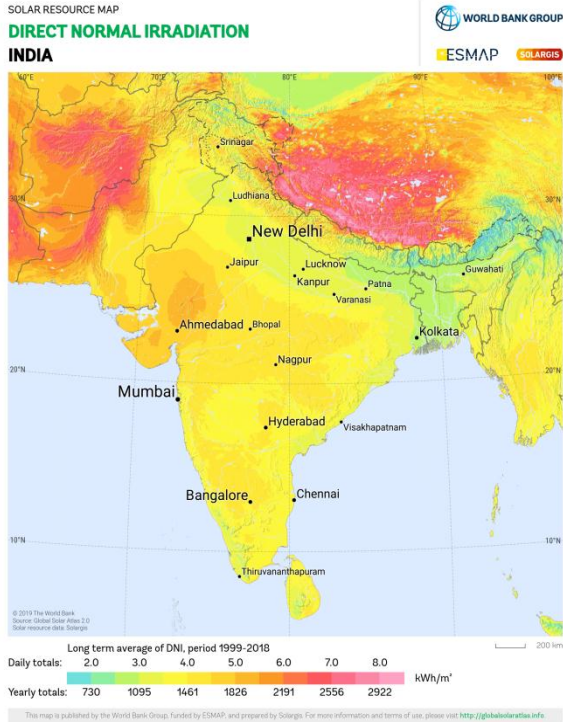 SOLAR RESOURCE MAP
DIRECT NORMAL IRRADIATION
INDIA
WORLD BANK GROUP
ESMAP
SOLARGIS
60°E
70°E
80°E
90°E
100°E
Srinagar
30°N
30°N
Ludhiana
New Delhi
Jaipur
Lucknow
Kanpur
Patna
Guwahati
Varanasi
Ahmedabad
Bhopal
Kolkata
20°N
20°N
Nagpur
Mumbai
Hyderabad
Visakhapatnam
Bangalore
Chennai
10°N
10°N
Thiruvananthapuram
© 2019 The World Bank
Source: Global Solar Atlas 2.0
Solar resource data: Solargis
200 km
Long term average of DNI, period 1999-2018
Daily totals: 2.0 3.0 4.0 5.0 6.0 7.0 8.0
kWh/m²
Yearly totals: 730 1095 1461 1826 2191 2556 2922
This map is published by the World Bank Group, funded by ESMAP, and prepared by Solargis. For more information and terms of use, please visit http://globalsolaratlas.info.